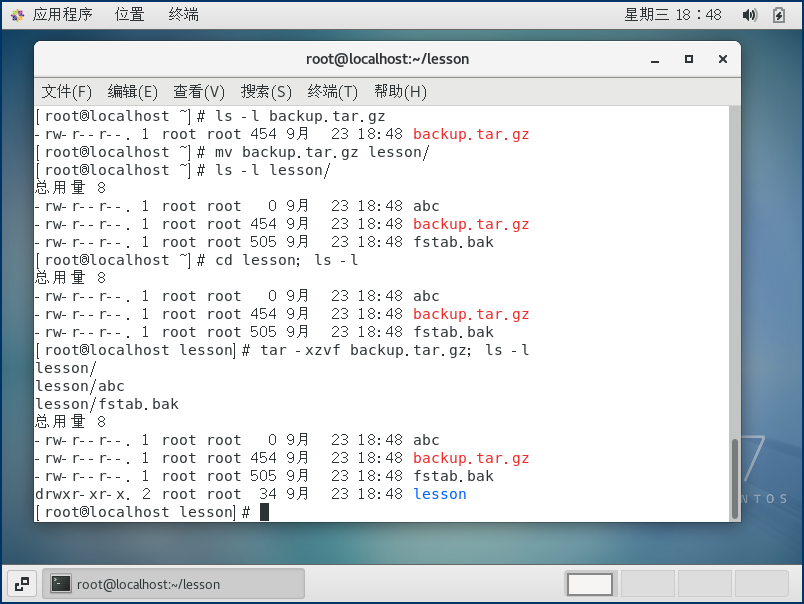 应用程序 位置 终端 星期三 18：48
root@localhost:~/lesson
文件(F) 编辑(E) 查看(V) 搜索(S) 终端(T) 帮助(H)
[root@localhost ~]# ls -l backup.tar.gz
-rw-r--r--. 1 root root 454 9月  23 18:48 backup.tar.gz
[root@localhost ~]# mv backup.tar.gz lesson/
[root@localhost ~]# ls -l lesson/
总用量 8
-rw-r--r--. 1 root root   0 9月  23 18:48 abc
-rw-r--r--. 1 root root 454 9月  23 18:48 backup.tar.gz
-rw-r--r--. 1 root root 505 9月  23 18:48 fstab.bak
[root@localhost ~]# cd lesson; ls -l
总用量 8
-rw-r--r--. 1 root root   0 9月  23 18:48 abc
-rw-r--r--. 1 root root 454 9月  23 18:48 backup.tar.gz
-rw-r--r--. 1 root root 505 9月  23 18:48 fstab.bak
[root@localhost lesson]# tar -xzvf backup.tar.gz; ls -l
lesson/
lesson/abc
lesson/fstab.bak
总用量 8
-rw-r--r--. 1 root root   0 9月  23 18:48 abc
-rw-r--r--. 1 root root 454 9月  23 18:48 backup.tar.gz
-rw-r--r--. 1 root root 505 9月  23 18:48 fstab.bak
drwxr-xr-x. 2 root root  34 9月  23 18:48 lesson
[root@localhost lesson]#
7
NTOS
root@localhost:~/lesson